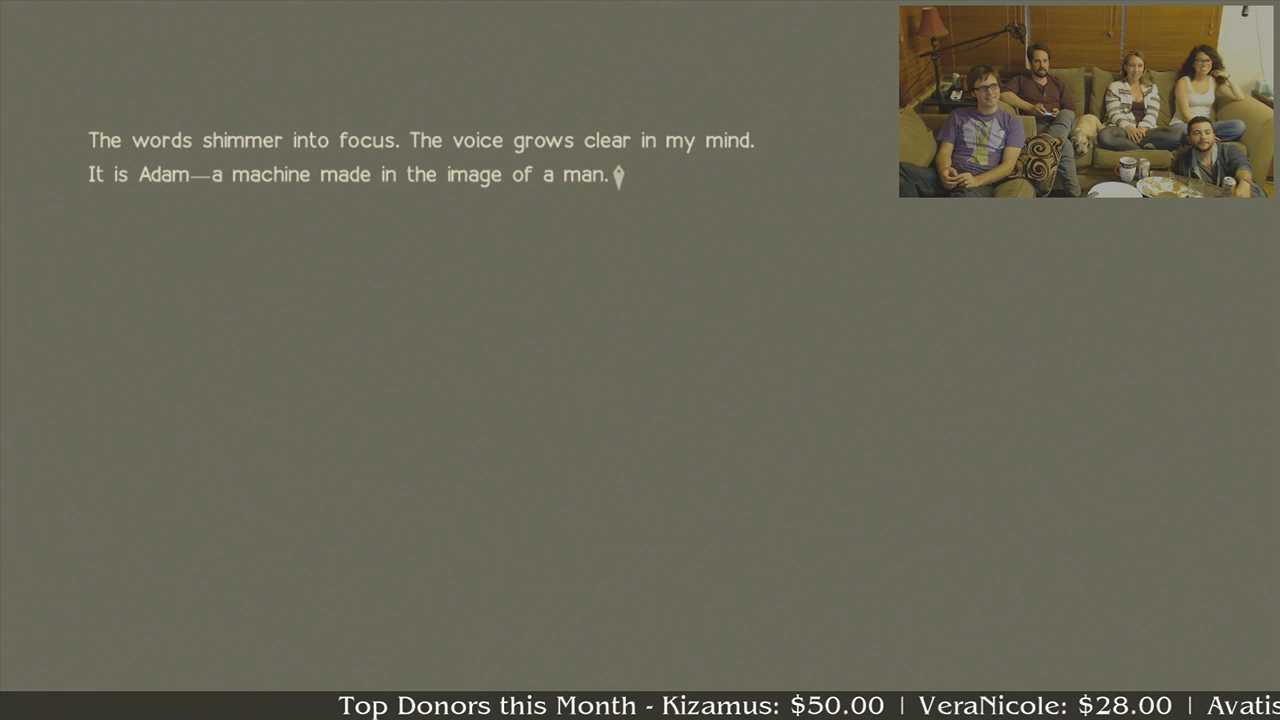 The words shimmer into focus. The voice grows clear in my mind.
It is Adam—a machine made in the image of a man.
Top Donors this Month - Kizamus: $50.00 | VeraNicole: $28.00 | Avatis